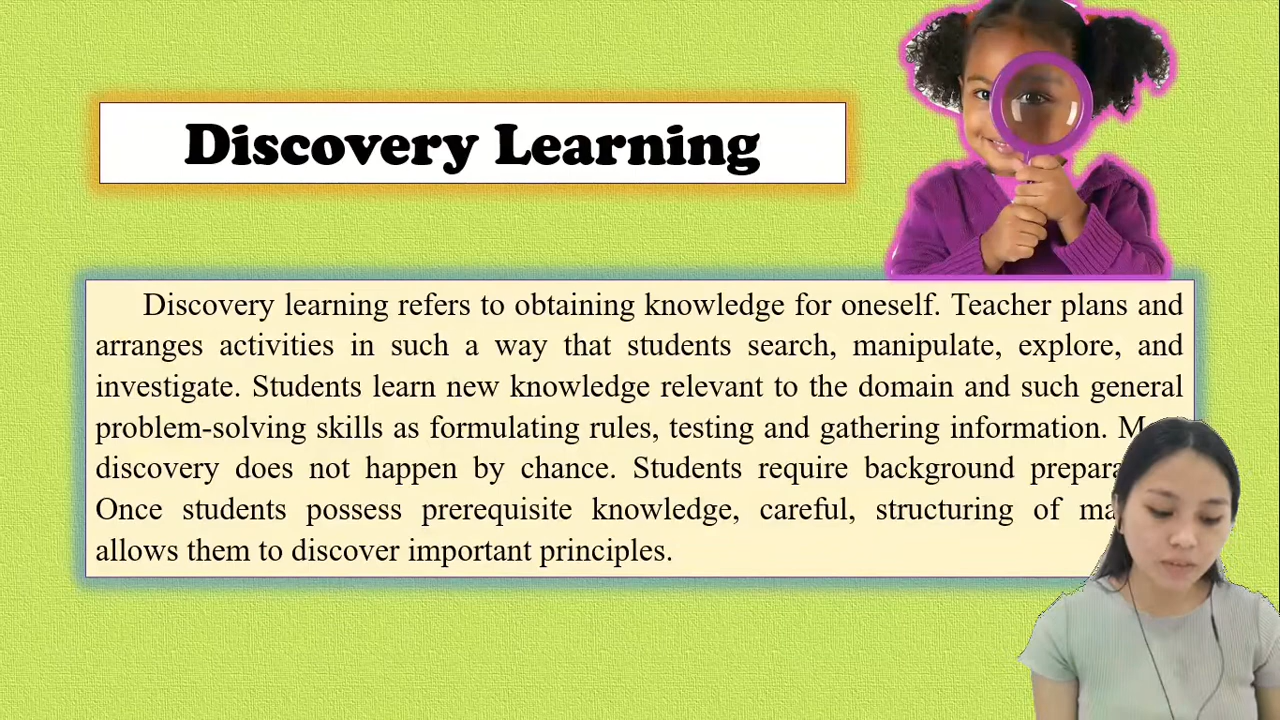 Discovery Learning
Discovery learning refers to obtaining knowledge for oneself. Teacher plans and
arranges activities in such a way that students search, manipulate, explore, and
investigate. Students learn new knowledge relevant to the domain and such general
problem-solving skills as formulating rules, testing and gathering information.
discovery does not happen by chance. Students require background
Once students possess prerequisite knowledge, careful, structuring of
allows them to discover important principles.